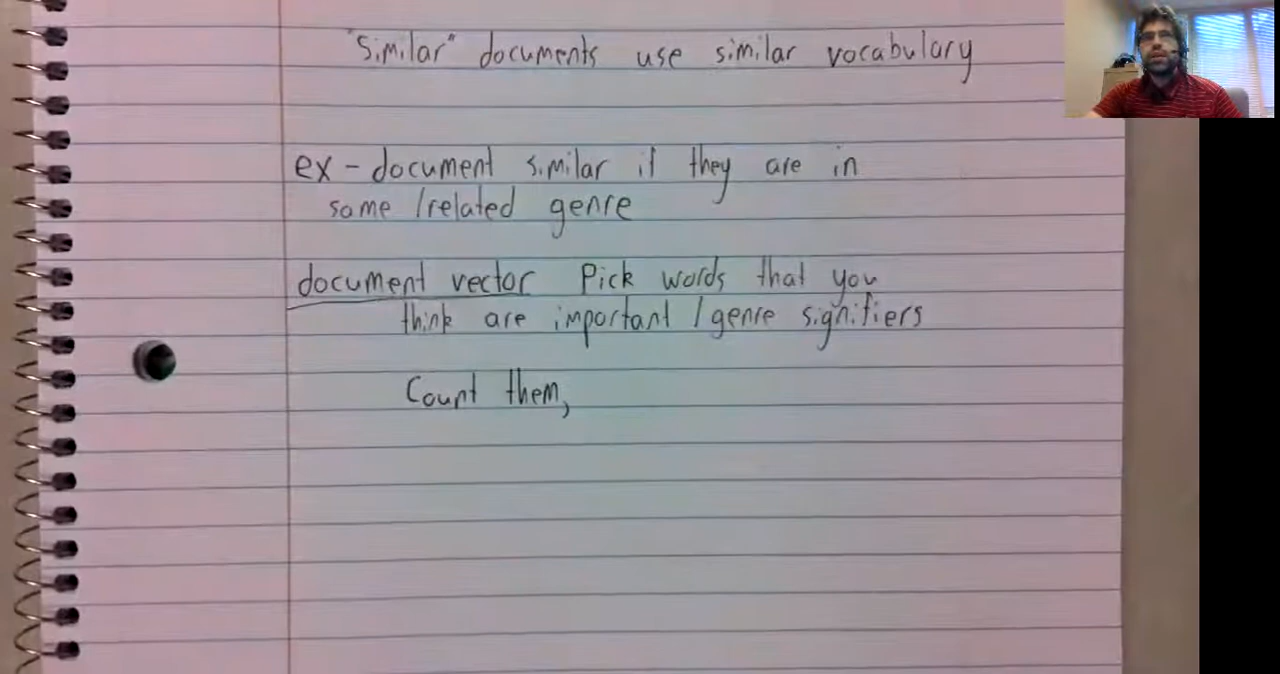 "Similar" documents use similar vocabulary
ex - document similar if they are in
same / related genre
document vector Pick words that you
think are important / genre signifiers
Count them,